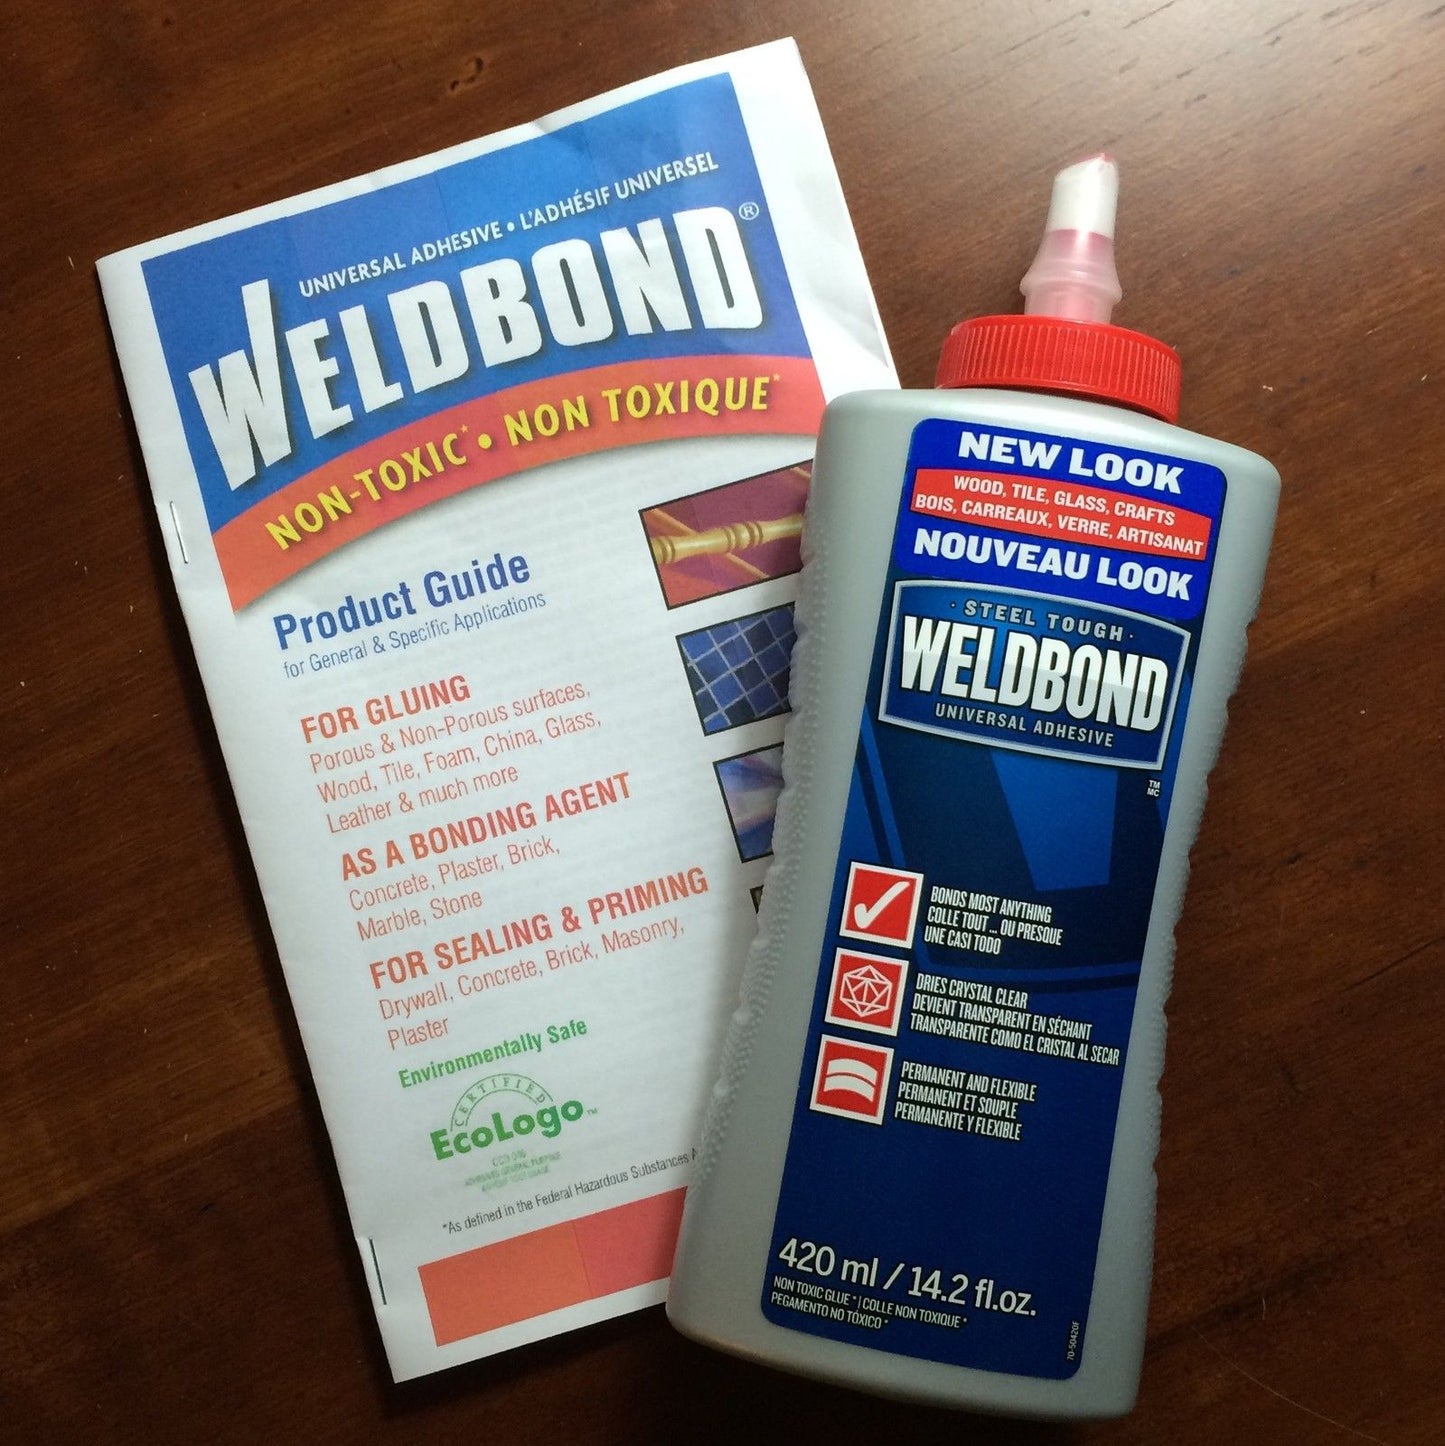 UNIVERSAL ADHESIVE • L'ADHÉSIF UNIVERSEL
WELDBOND®
NON-TOXIC* • NON TOXIQUE*
Product Guide
for General & Specific Applications
FOR GLUING
Porous & Non-Porous surfaces,
Wood, Tile, Foam, China, Glass,
Leather & much more
AS A BONDING AGENT
Concrete, Plaster, Brick,
Marble, Stone
FOR SEALING & PRIMING
Drywall, Concrete, Brick, Masonry,
Plaster
Environmentally Safe
CERTIFIED
EcoLogo™
*As defined in the Federal Hazardous Substances A
NEW LOOK
WOOD, TILE, GLASS, CRAFTS
BOIS, CARREAUX, VERRE, ARTISANAT
NOUVEAU LOOK
· STEEL TOUGH ·
WELDBOND
UNIVERSAL ADHESIVE
TM
MC
BONDS MOST ANYTHING
COLLE TOUT ... OU PRESQUE
UNE CASI TODO
DRIES CRYSTAL CLEAR
DEVIENT TRANSPARENT EN SÉCHANT
TRANSPARENTE COMO EL CRISTAL AL SECAR
PERMANENT AND FLEXIBLE
PERMANENT ET SOUPLE
PERMANENTE Y FLEXIBLE
420 ml / 14.2 fl.oz.
NON TOXIC GLUE* | COLLE NON TOXIQUE*
PEGAMENTO NO TÓXICO*
70-50420F